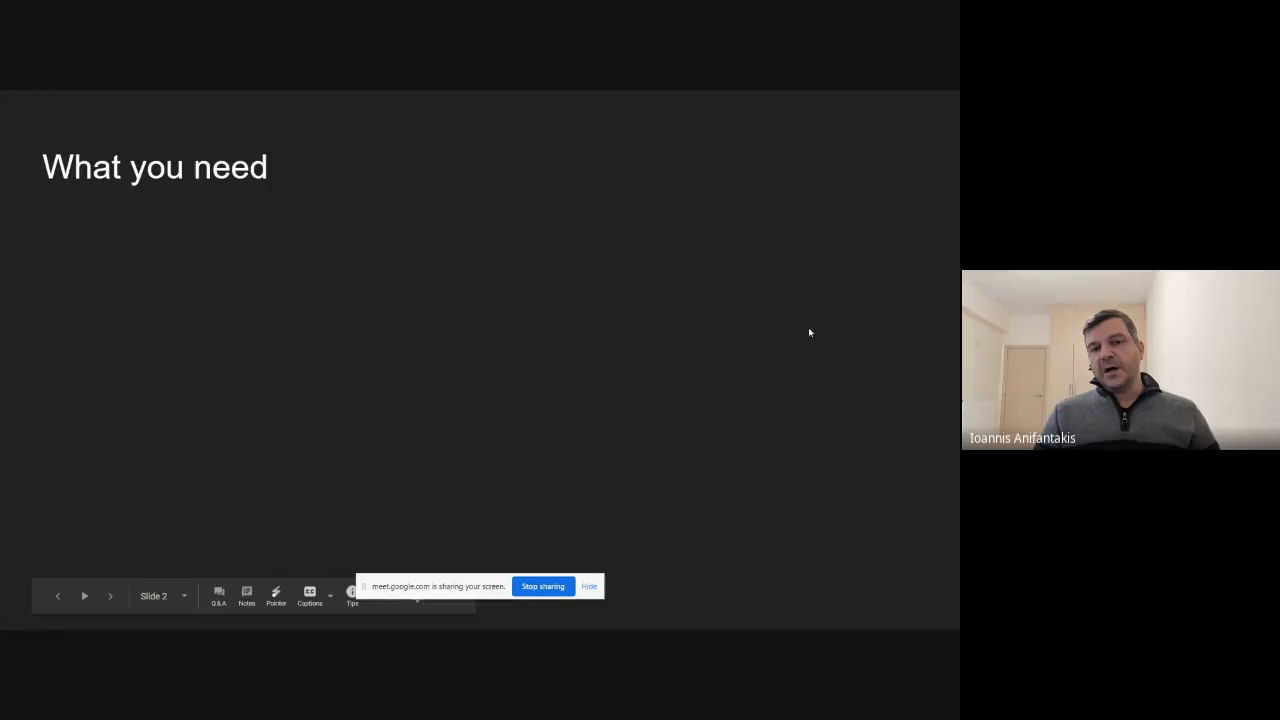 What you need
Slide 2
Q&A
Notes
Pointer
Captions
Tips
meet.google.com is sharing your screen.
Stop sharing
Hide
Ioannis Anifantakis